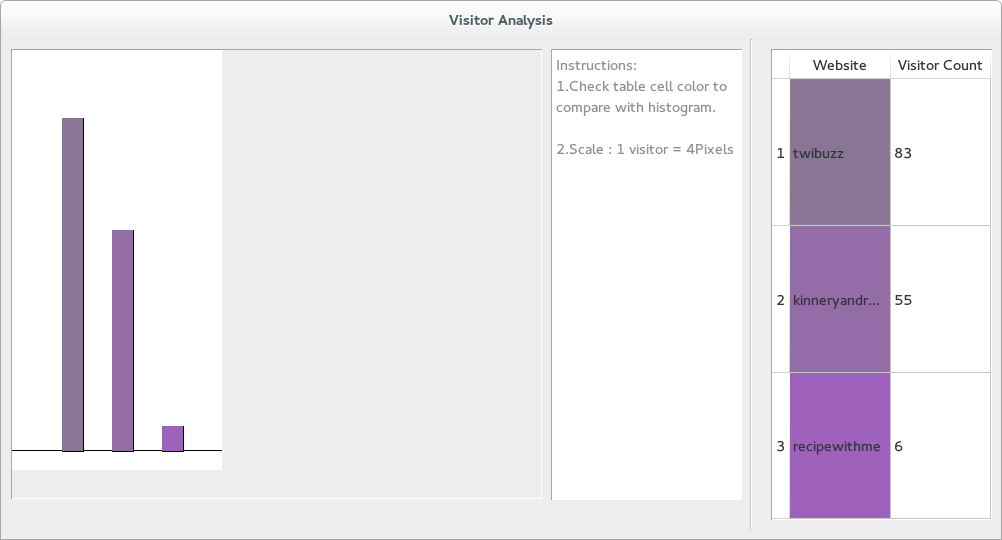 Visitor Analysis
Instructions:
1.Check table cell color to
compare with histogram.
2.Scale : 1 visitor = 4Pixels
Website Visitor Count
1 twibuzz 83
2 kinneryandr... 55
3 recipewithme 6